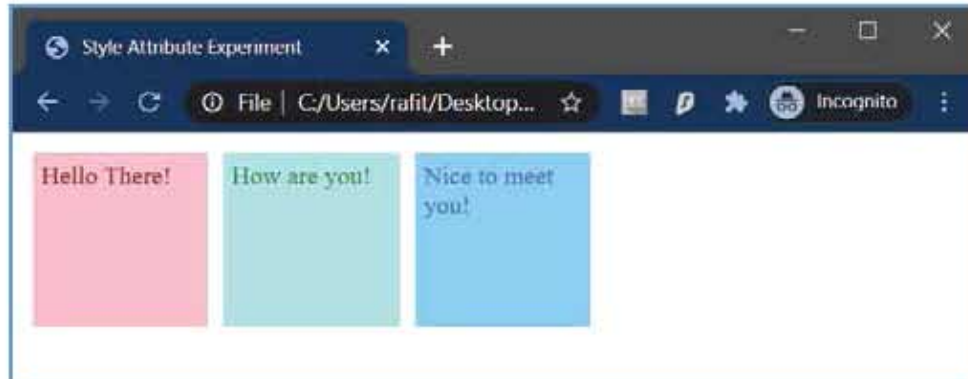 Style Attribute Experiment
File | C:/Users/rafit/Desktop...
Incognito
Hello There!
How are you!
Nice to meet
you!